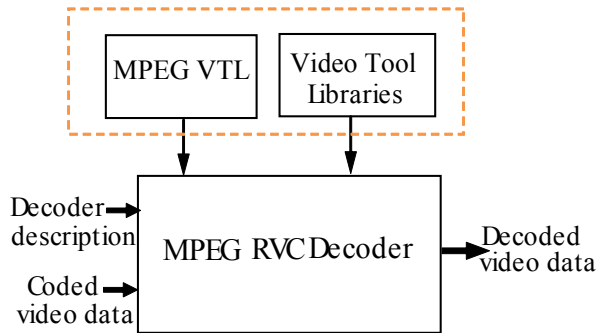 MPEG VTL
Video Tool
Libraries
Decoder
description
MPEG RVC Decoder
Decoded
video data
Coded
video data